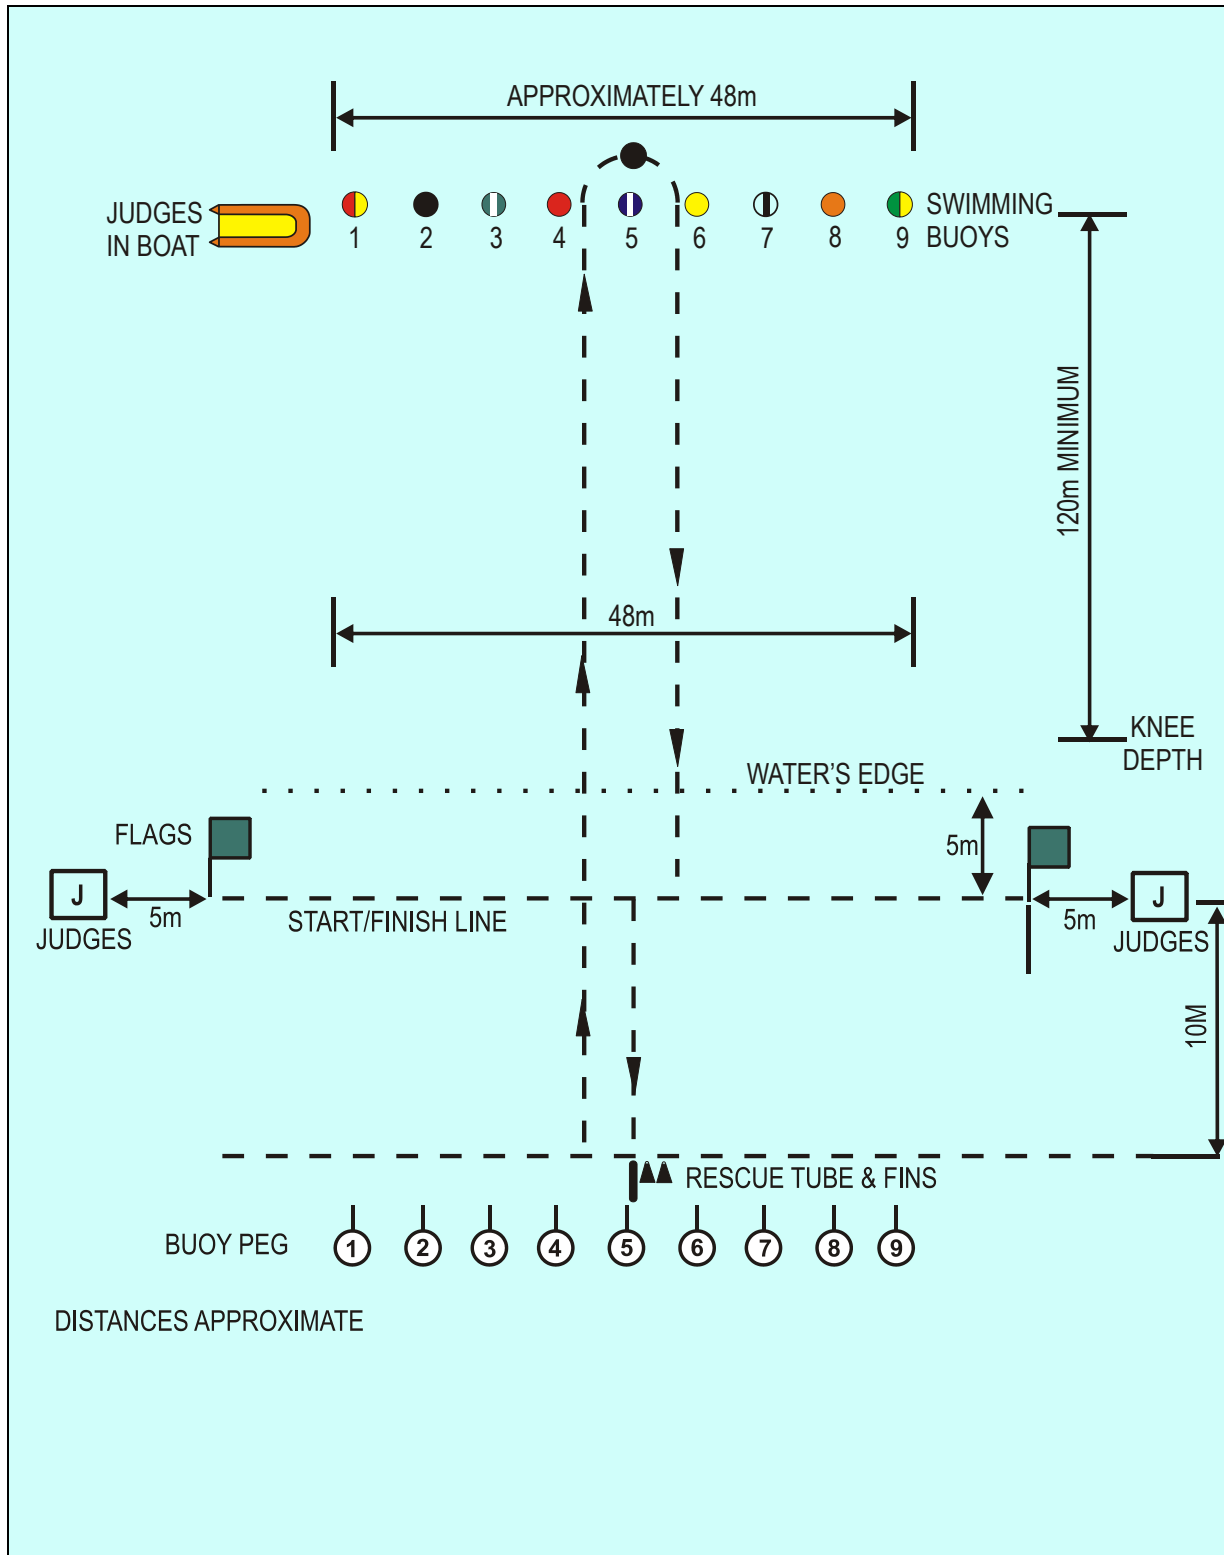 APPROXIMATELY 48m
JUDGES
IN BOAT
1 2 3 4 5 6 7 8 9
SWIMMING
BUOYS
120m MINIMUM
48m
KNEE
DEPTH
WATER'S EDGE
FLAGS
5m
J
5m
JUDGES
START/FINISH LINE
5m
J
JUDGES
10M
RESCUE TUBE & FINS
BUOY PEG
1 2 3 4 5 6 7 8 9
DISTANCES APPROXIMATE